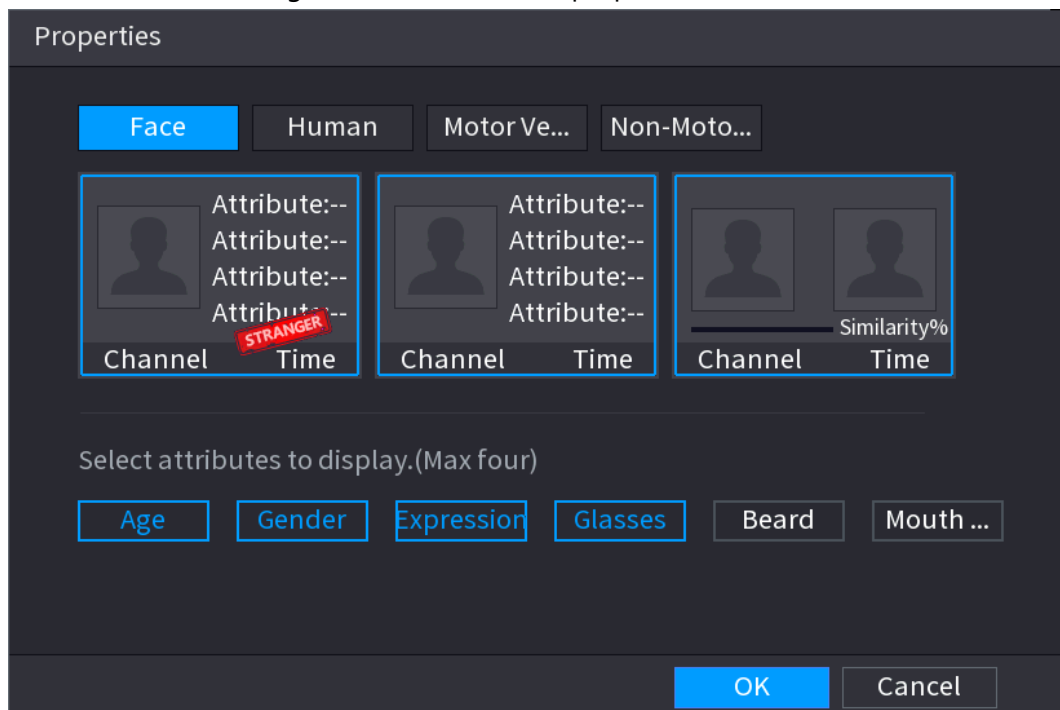 Properties
Face Human Motor Ve... Non-Moto...
Attribute:-- Attribute:--
Attribute:-- Attribute:--
Attribute:-- Attribute:--
Attribute:-- Attribute:--
STRANGER Similarity%
Channel Time Channel Time Channel Time
Select attributes to display.(Max four)
Age Gender Expression Glasses Beard Mouth ...
OK Cancel